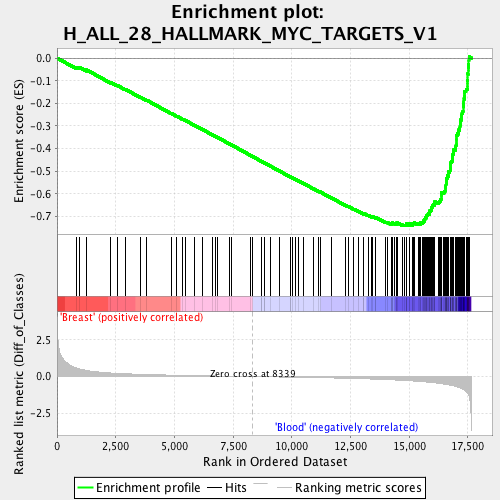 Enrichment plot:
H_ALL_28_HALLMARK_MYC_TARGETS_V1
Enrichment score (ES)
0.0
-0.1
-0.2
-0.3
-0.4
-0.5
-0.6
-0.7
'Breast' (positively correlated)
Ranked list metric (Diff_of_Classes)
2.5
0.0
-2.5
Zero cross at 8339
'Blood' (negatively correlated)
0
2,500
5,000
7,500
10,000
12,500
15,000
17,500
Rank in Ordered Dataset
Enrichment profile
Hits
Ranking metric scores